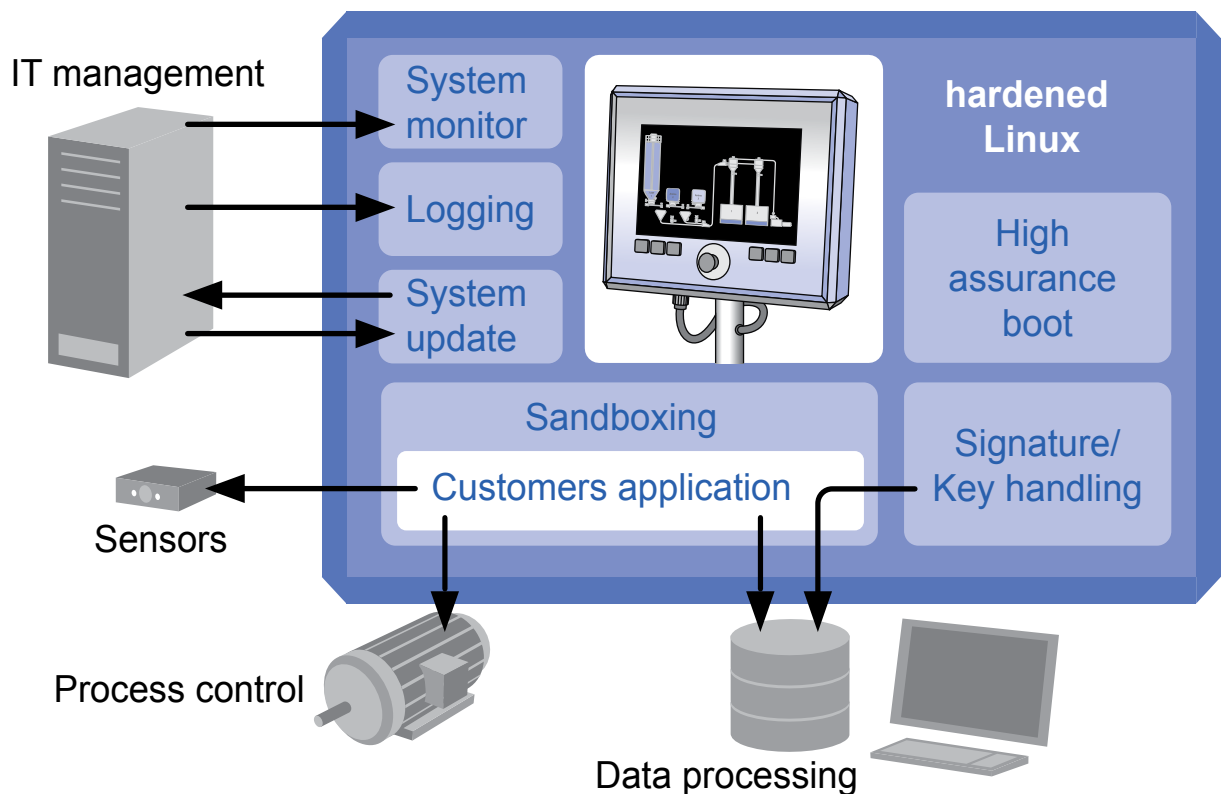 IT management
System
monitor
Logging
System
update
hardened
Linux
High
assurance
boot
Sandboxing
Customers application
Signature/
Key handling
Sensors
Process control
Data processing